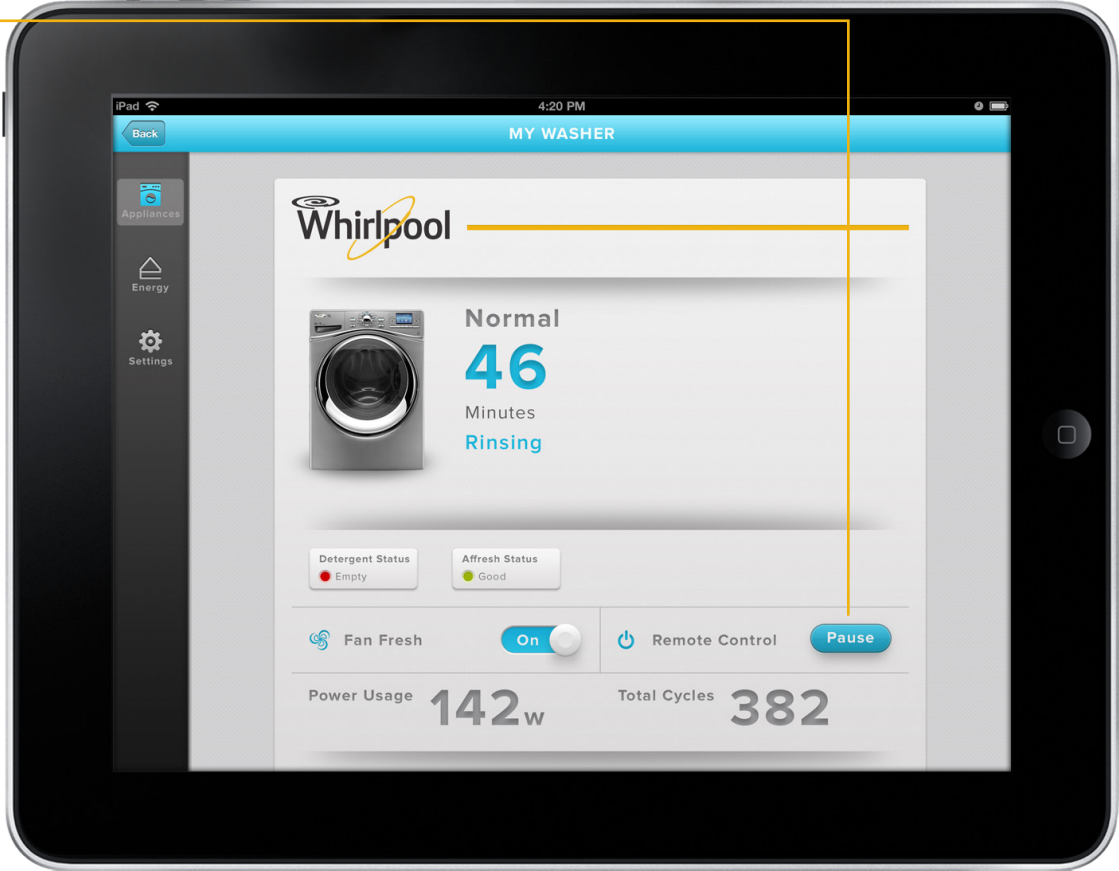 iPad 4:20 PM
Back MY WASHER
Appliances
Energy
Settings
Whirlpool
Normal
46
Minutes
Rinsing
Detergent Status
Empty
Affresh Status
Good
Fan Fresh On
Remote Control Pause
Power Usage 142w
Total Cycles 382